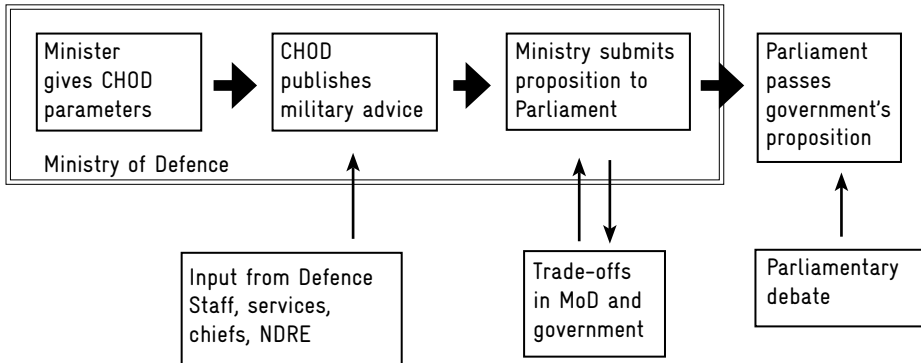 Minister
gives CHOD
parameters
CHOD
publishes
military advice
Ministry submits
proposition to
Parliament
Parliament
passes
government's
proposition
Ministry of Defence
Input from Defence
Staff, services,
chiefs, NDRE
Trade-offs
in MoD and
government
Parliamentary
debate